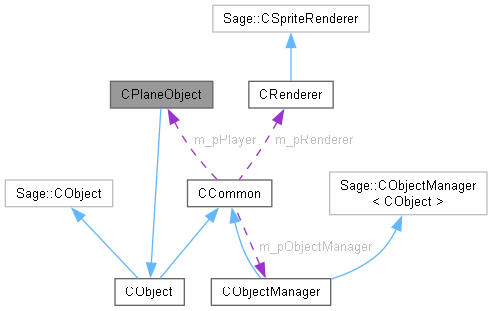 Sage::CSpriteRenderer
CPlaneObject
CRenderer
m_pPlayer
m_pRenderer
Sage::CObject
CCommon
Sage::CObjectManager
< CObject >
m_pObjectManager
CObject
CObjectManager